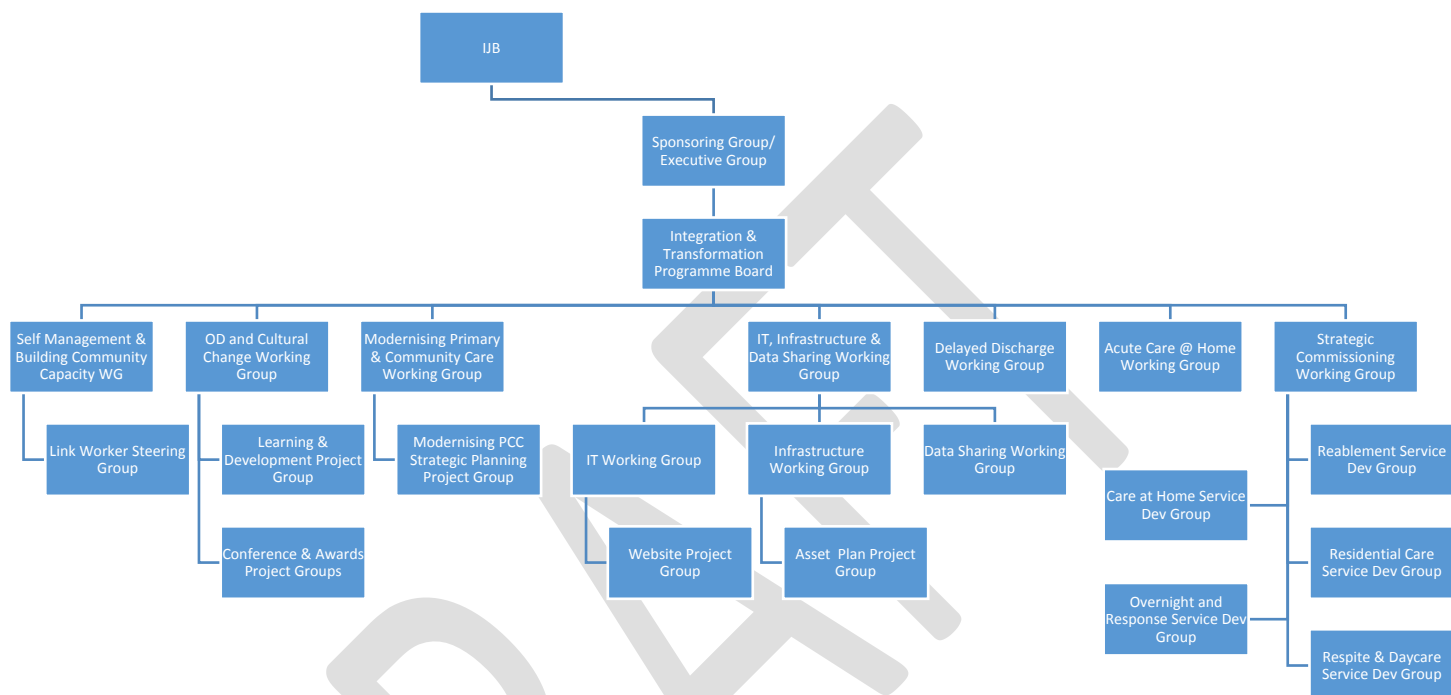 IJB
Sponsoring Group/
Executive Group
Integration &
Transformation
Programme Board
Self Management &
Building Community
Capacity WG
OD and Cultural
Change Working
Group
Modernising Primary
& Community Care
Working Group
IT, Infrastructure &
Data Sharing Working
Group
Delayed Discharge
Working Group
Acute Care @ Home
Working Group
Strategic
Commissioning
Working Group
Link Worker Steering
Group
Learning &
Development Project
Group
Modernising PCC
Strategic Planning
Project Group
IT Working Group
Infrastructure
Working Group
Data Sharing Working
Group
Reablement Service
Dev Group
Care at Home Service
Dev Group
Conference & Awards
Project Groups
Website Project
Group
Asset Plan Project
Group
Residential Care
Service Dev Group
Overnight and
Response Service Dev
Group
Respite & Daycare
Service Dev Group
DRAFT